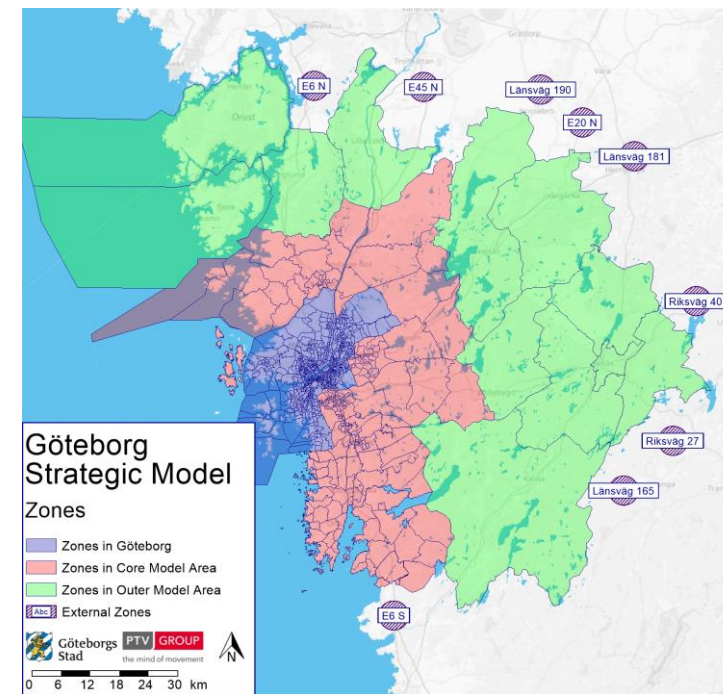 E6 N
E45 N
Länsväg 190
E20 N
Länsväg 181
Orust
Riksväg 40
Riksväg 27
Länsväg 165
E6 S
Göteborg
Strategic Model
Zones
Zones in Göteborg
Zones in Core Model Area
Zones in Outer Model Area
Abc External Zones
Göteborgs
Stad
PTV GROUP
the mind of movement
N
0 6 12 18 24 30 km